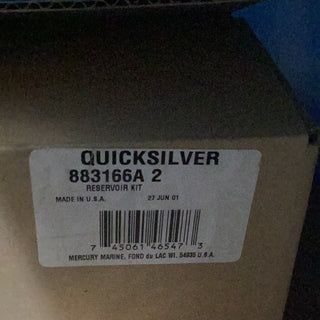 QUICKSILVER
883166A 2
RESERVOIR KIT
MADE IN U.S.A. 27 JUN 01
7 45061 46547 3
MERCURY MARINE, FOND du LAC WI. 54935 U.S.A.